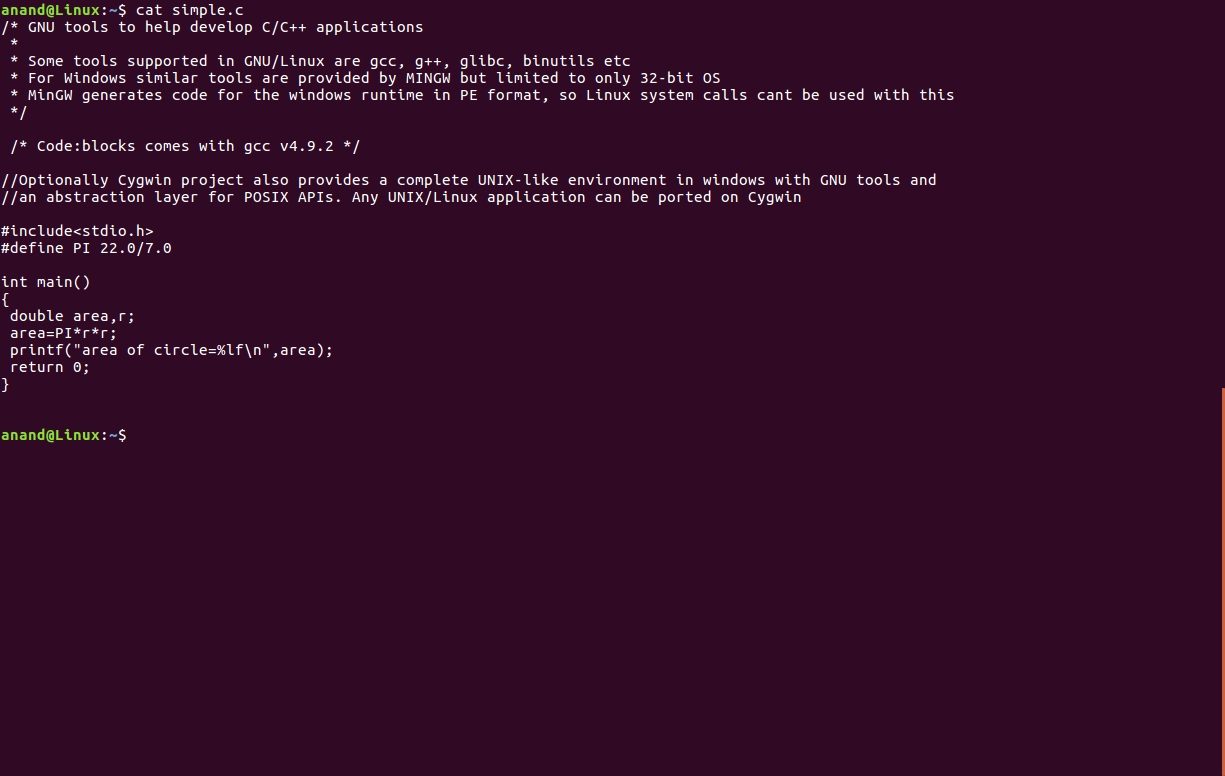 anand@Linux:~$ cat simple.c
/* GNU tools to help develop C/C++ applications
 *
 * Some tools supported in GNU/Linux are gcc, g++, glibc, binutils etc
 * For Windows similar tools are provided by MINGW but limited to only 32-bit OS
 * MinGW generates code for the windows runtime in PE format, so Linux system calls cant be used with this
 */

 /* Code:blocks comes with gcc v4.9.2 */

//Optionally Cygwin project also provides a complete UNIX-like environment in windows with GNU tools and
//an abstraction layer for POSIX APIs. Any UNIX/Linux application can be ported on Cygwin

#include<stdio.h>
#define PI 22.0/7.0

int main()
{
 double area,r;
 area=PI*r*r;
 printf("area of circle=%lf\n",area);
 return 0;
}

anand@Linux:~$